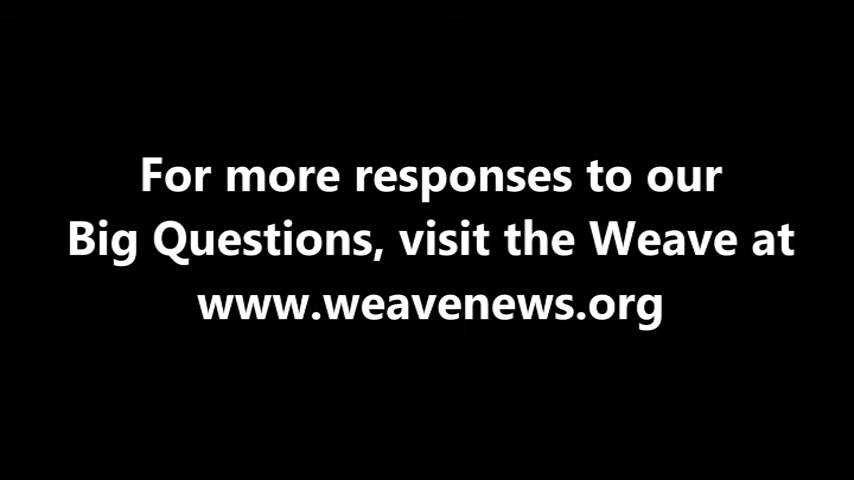 For more responses to our
Big Questions, visit the Weave at
www.weavenews.org